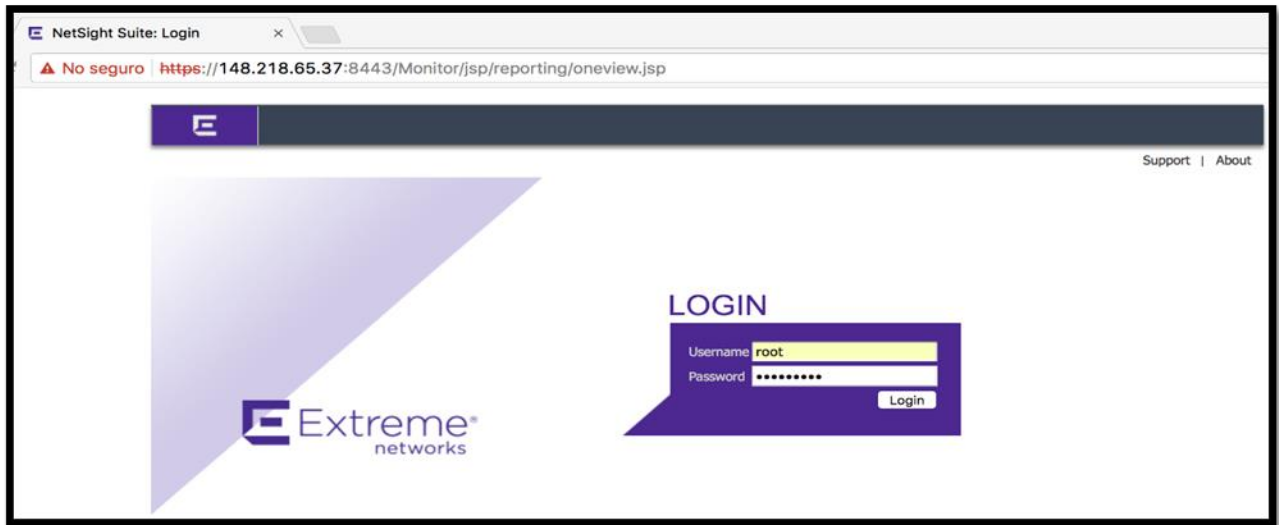 NetSight Suite: Login
No seguro https://148.218.65.37:8443/Monitor/jsp/reporting/oneview.jsp
Support | About
LOGIN
Username root
Password •••••••••
Login
Extreme®
networks